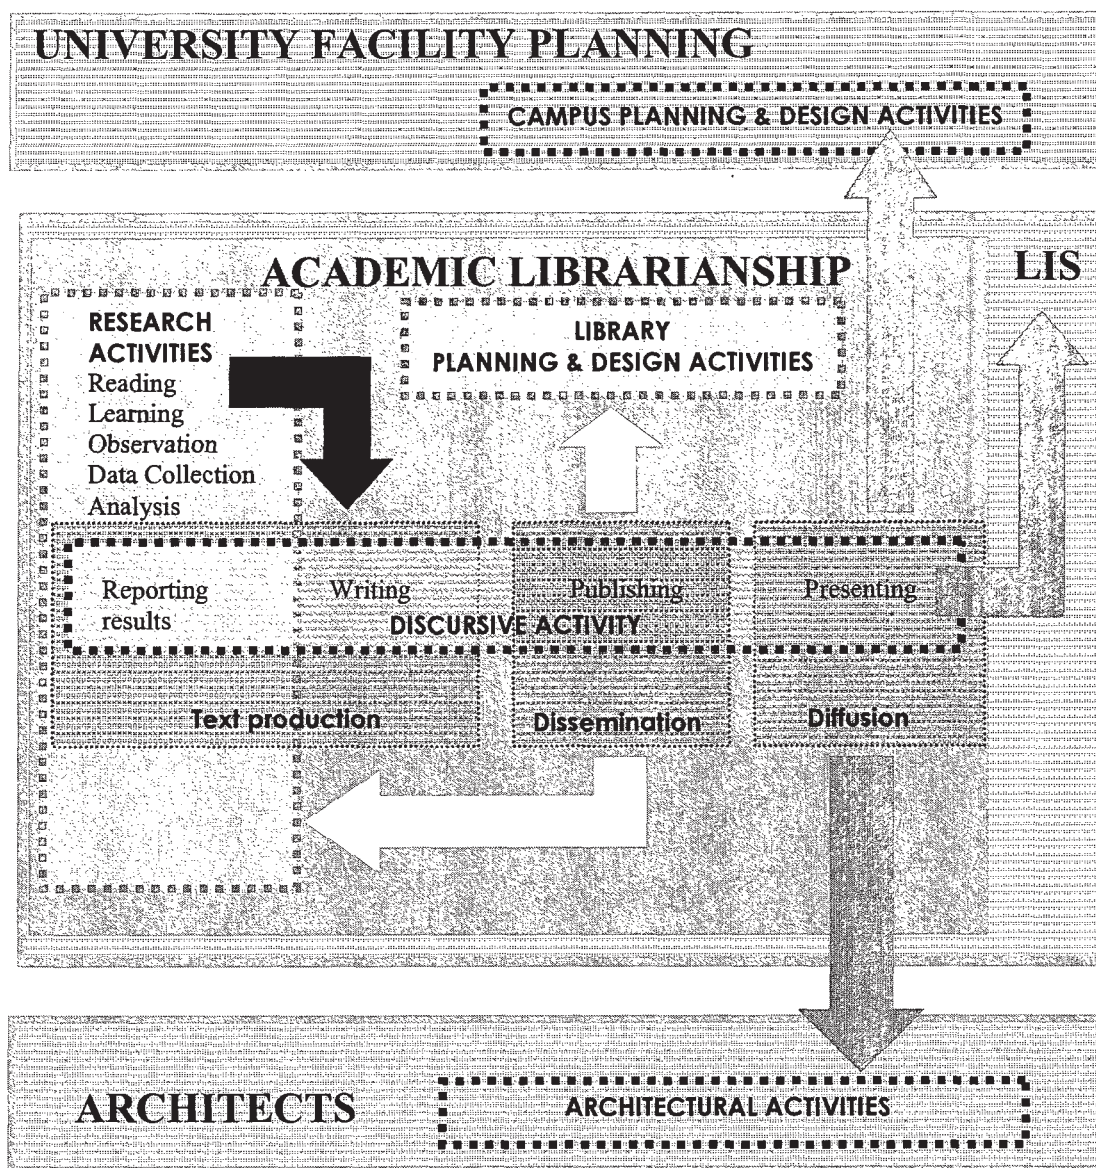 UNIVERSITY FACILITY PLANNING
CAMPUS PLANNING & DESIGN ACTIVITIES
ACADEMIC LIBRARIANSHIP
LIS
RESEARCH
ACTIVITIES
Reading
Learning
Observation
Data Collection
Analysis
LIBRARY
PLANNING & DESIGN ACTIVITIES
Reporting
results
Writing
Publishing
Presenting
DISCURSIVE ACTIVITY
Text production
Dissemination
Diffusion
ARCHITECTS
ARCHITECTURAL ACTIVITIES